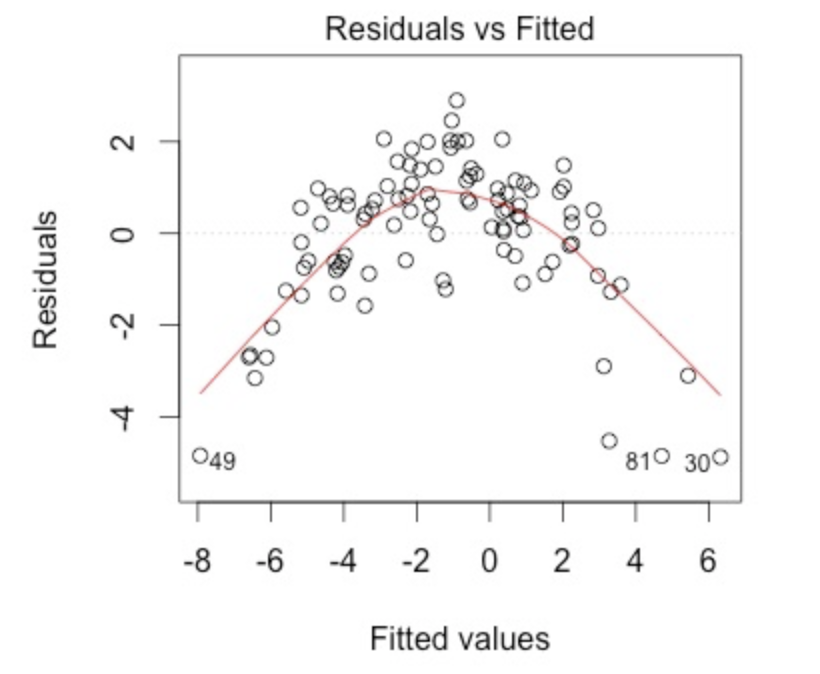 Residuals vs Fitted
Residuals
2
0
-2
-4
49
81
30
-8 -6 -4 -2 0 2 4 6
Fitted values